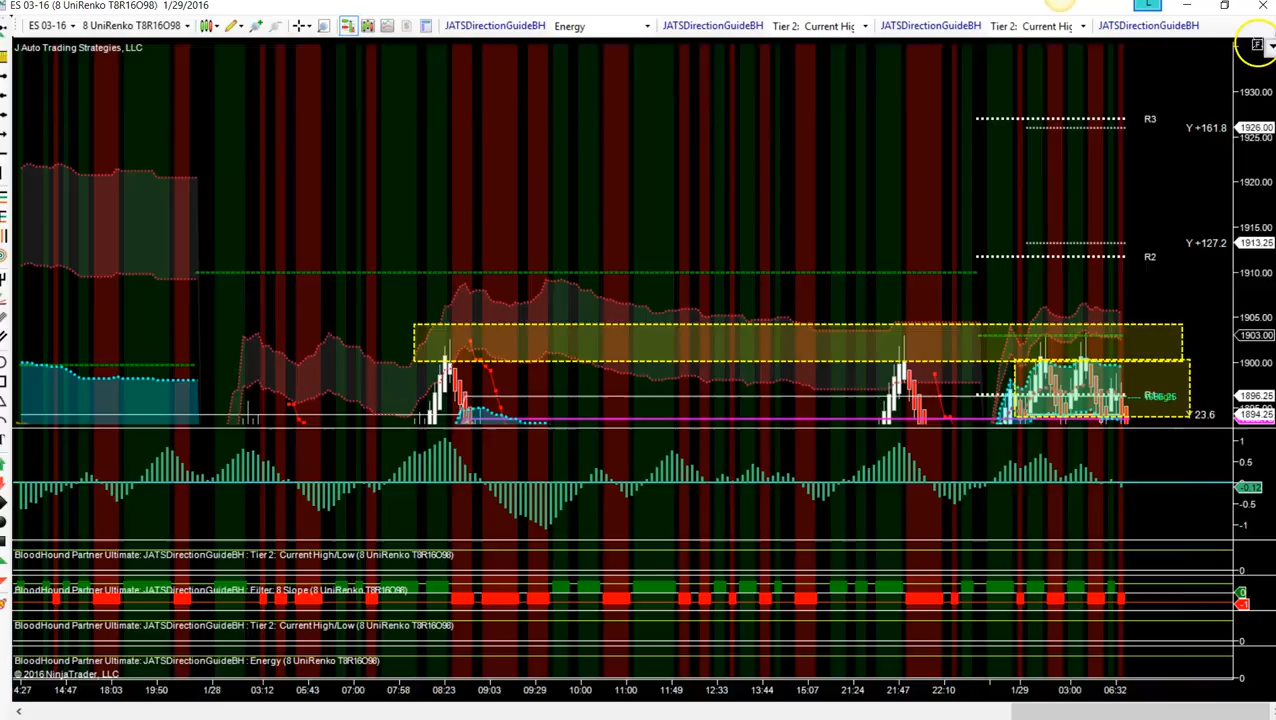 ES 03-16 (8 UniRenko T8R16O98) 1/29/2016
ES 03-16 8 UniRenko T8R16O98 JATSDirectionGuideBH Energy JATSDirectionGuideBH Tier 2: Current Hig JATSDirectionGuideBH Tier 2: Current Hig JATSDirectionGuideBH
J Auto Trading Strategies, LLC
F
1930.00
R3
Y +161.8
1926.00
1925.00
1920.00
1915.00
Y +127.2
1913.25
R2
1910.00
1905.00
1903.00
1900.00
1896.25
23.6
1894.25
1
0.5
-0.12
-0.5
-1
BloodHound Partner Ultimate: JATSDirectionGuideBH : Tier 2: Current High/Low (8 UniRenko T8R16O98)
0
BloodHound Partner Ultimate: JATSDirectionGuideBH : Filter: 8 Slope (8 UniRenko T8R16O98)
0
-1
BloodHound Partner Ultimate: JATSDirectionGuideBH : Tier 2: Current High/Low (8 UniRenko T8R16O98)
0
BloodHound Partner Ultimate: JATSDirectionGuideBH : Energy (8 UniRenko T8R16O98)
© 2016 NinjaTrader, LLC
0
4:27 14:47 18:03 19:50 1/28 03:12 05:43 07:00 07:58 08:23 09:03 09:29 10:00 11:00 11:49 12:33 13:44 15:07 21:24 21:47 22:10 1/29 03:00 06:32